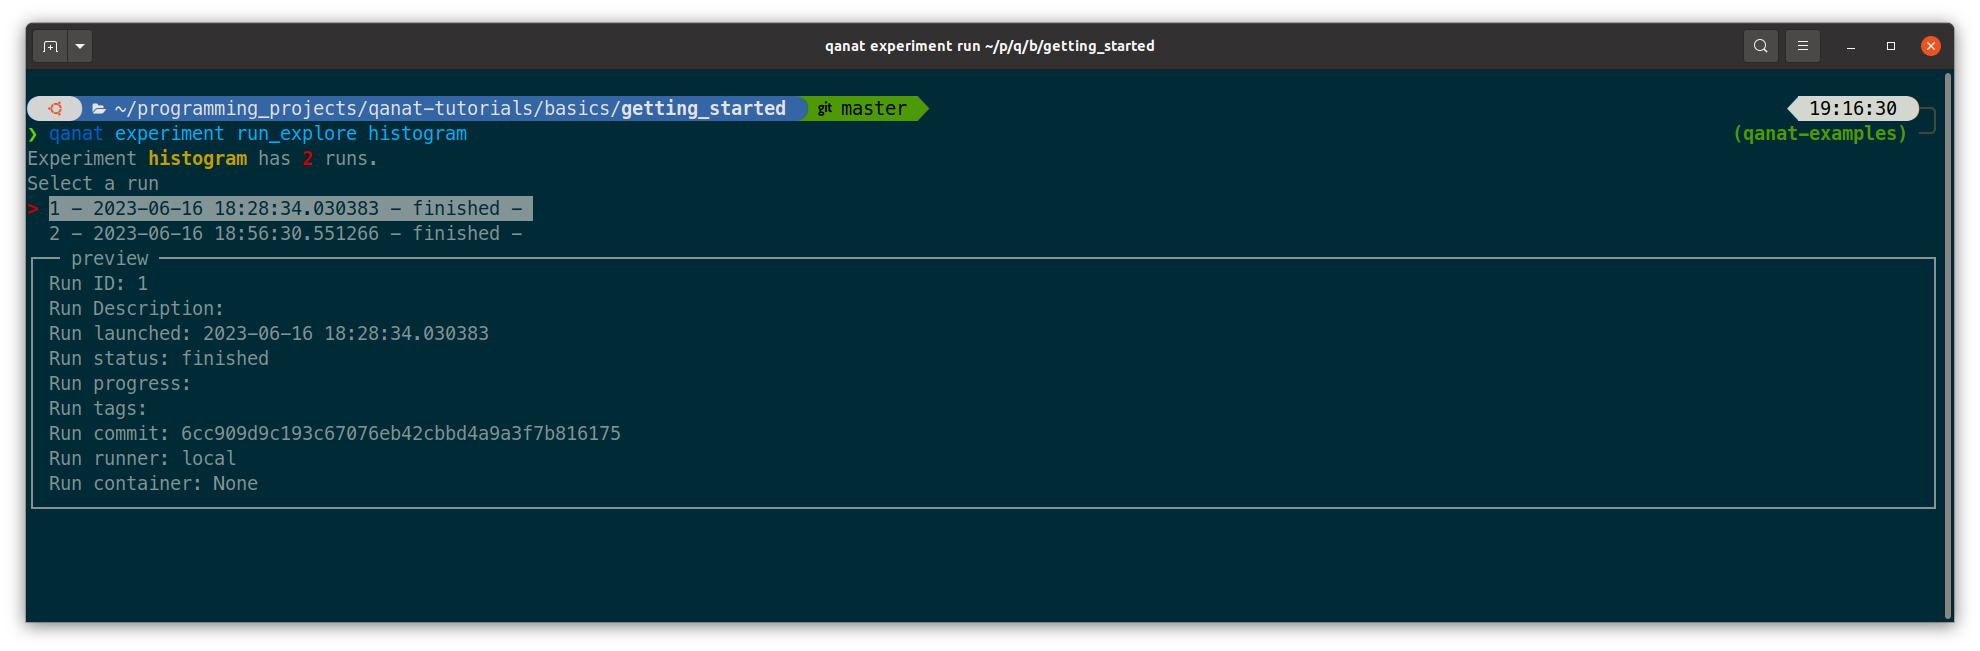 qanat experiment run ~/p/q/b/getting_started
~/programming_projects/qanat-tutorials/basics/getting_started git master 19:16:30
❯ qanat experiment run_explore histogram (qanat-examples)
Experiment histogram has 2 runs.
Select a run
> 1 - 2023-06-16 18:28:34.030383 - finished -
2 - 2023-06-16 18:56:30.551266 - finished -
preview
Run ID: 1
Run Description:
Run launched: 2023-06-16 18:28:34.030383
Run status: finished
Run progress:
Run tags:
Run commit: 6cc909d9c193c67076eb42cbbd4a9a3f7b816175
Run runner: local
Run container: None